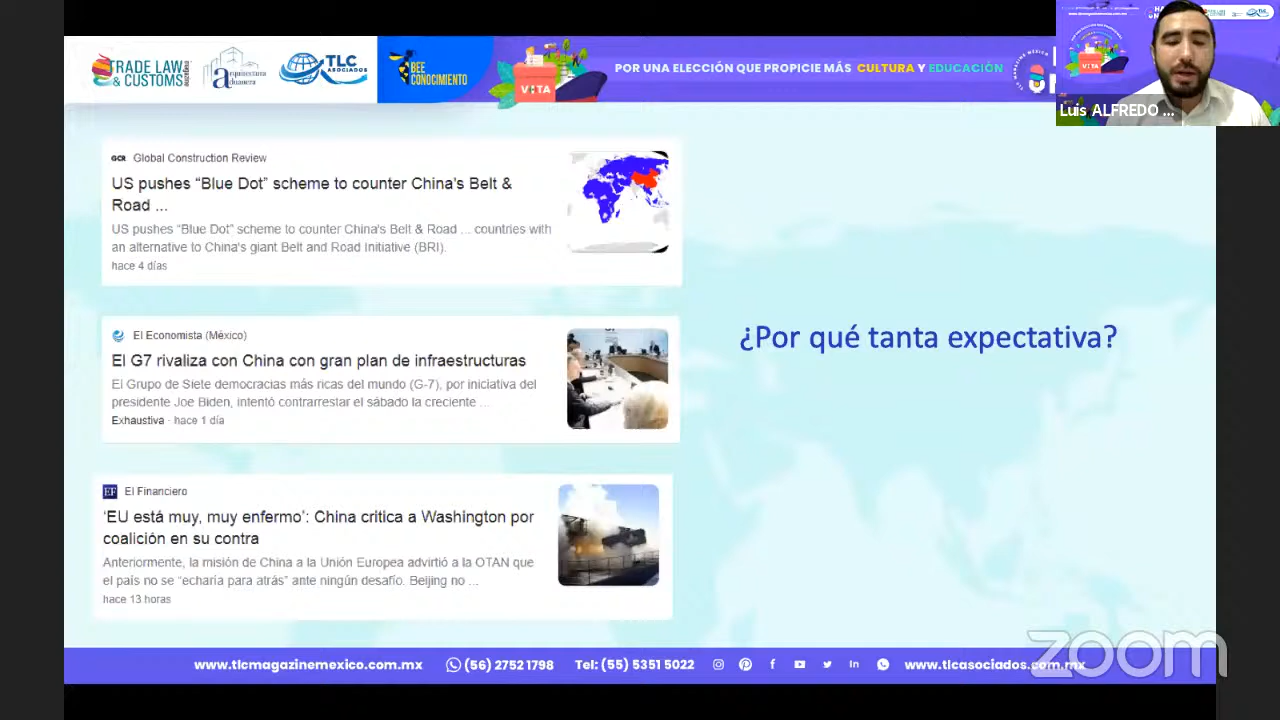 TRADE LAW
& CUSTOMS
arquitectura
aduanera
TLC
ASOCIADOS
BEE
CONOCIMIENTO
VOTA
POR UNA ELECCIÓN QUE PROPICIE MÁS CULTURA Y EDUCACIÓN
VOTA
Luis ALFREDO ...
GCR Global Construction Review
US pushes “Blue Dot” scheme to counter China's Belt &
Road ...
US pushes “Blue Dot” scheme to counter China's Belt & Road ... countries with
an alternative to China's giant Belt and Road Initiative (BRI).
hace 4 días
El Economista (México)
El G7 rivaliza con China con gran plan de infraestructuras
El Grupo de Siete democracias más ricas del mundo (G-7), por iniciativa del
presidente Joe Biden, intentó contrarrestar el sábado la creciente ...
Exhaustiva · hace 1 día
¿Por qué tanta expectativa?
EF El Financiero
‘EU está muy, muy enfermo’: China critica a Washington por
coalición en su contra
Anteriormente, la misión de China a la Unión Europea advirtió a la OTAN que
el país no se “echaría para atrás” ante ningún desafío. Beijing no ...
hace 13 horas
zoom
www.tlcmagazinemexico.com.mx (56) 2752 1798 Tel: (55) 5351 5022 f in www.tlcasociados.com.mx